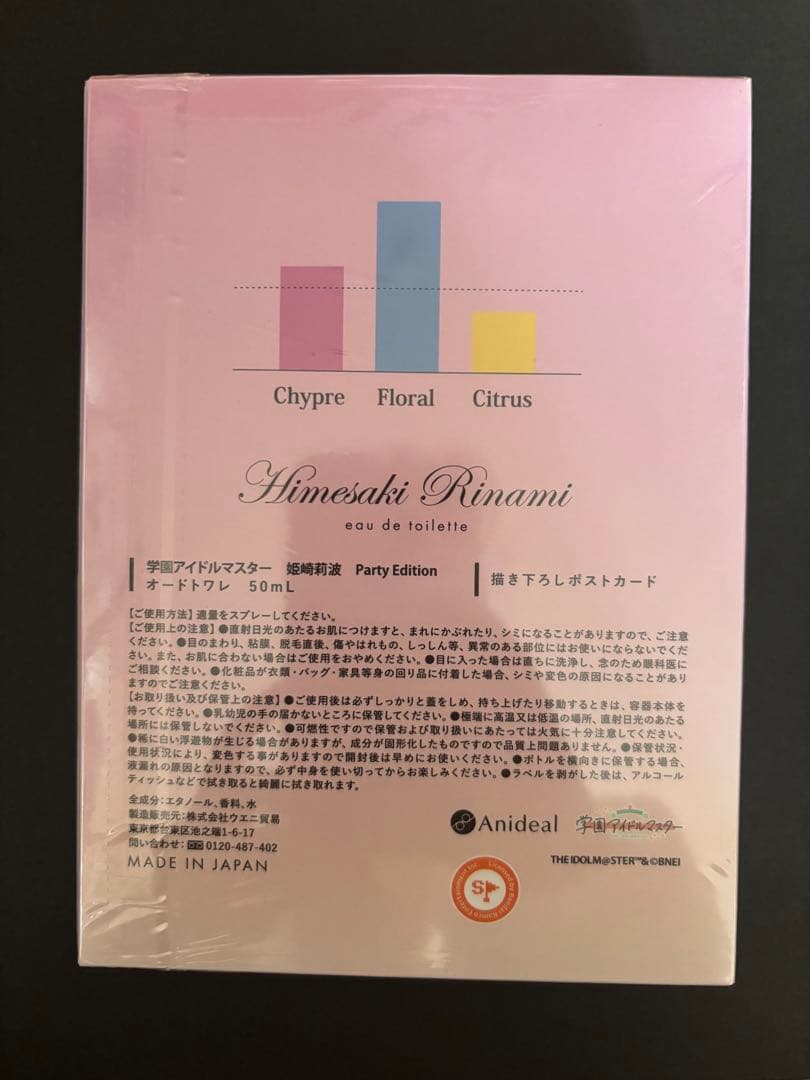 Chypre Floral Citrus
Himesaki Rinami
eau de toilette
学園アイドルマスター 姫崎莉波 Party Edition
オードトワレ 50mL
描き下ろしポストカード
【ご使用方法】適量をスプレーしてください。
【ご使用上の注意】●直射日光のあたるお肌につけますと、まれにかぶれたり、シミになることがありますので、ご注意
ください。●目のまわり、粘膜、脱毛直後、傷やはれもの、しっしん等、異常のある部位にはお使いにならないでくだ
さい。また、お肌に合わない場合はご使用をおやめください。●目に入った場合は直ちに洗浄し、念のため眼科医に
ご相談ください。●化粧品が衣類・バッグ・家具等身の回り品に付着した場合、シミや変色の原因になることがあり
ますのでご注意ください。
【お取り扱い及び保管上の注意】●ご使用後は必ずしっかりと蓋をしめ、持ち上げたり移動するときは、容器本体を
持ってください。●乳幼児の手の届かないところに保管してください。●極端に高温又は低温の場所、直射日光のあたる
場所には保管しないでください。●可燃性ですので保管および取り扱いにあたっては火気に十分注意してください。
●稀に白い浮遊物が生じる場合がありますが、成分が固形化したものですので品質上問題ありません。●保管状況・
使用状況により、変色する事がありますので開封後は早めにお使いください。●ボトルを横向きに保管する場合、
液漏れの原因となりますので、必ず中身を使い切ってからお楽しみください。●ラベルを剥がした後は、アルコール
ティッシュなどで拭き取ると綺麗に拭き取れます。
全成分：エタノール、香料、水
製造販売元：株式会社ウエニ貿易
東京都台東区池之端1-6-17
問い合わせ：0120-487-402
MADE IN JAPAN
Anideal
学園アイドルマスター
THE IDOLM@STER™& ©BNEI
Licensed by Bandai Namco Entertainment Inc.
S